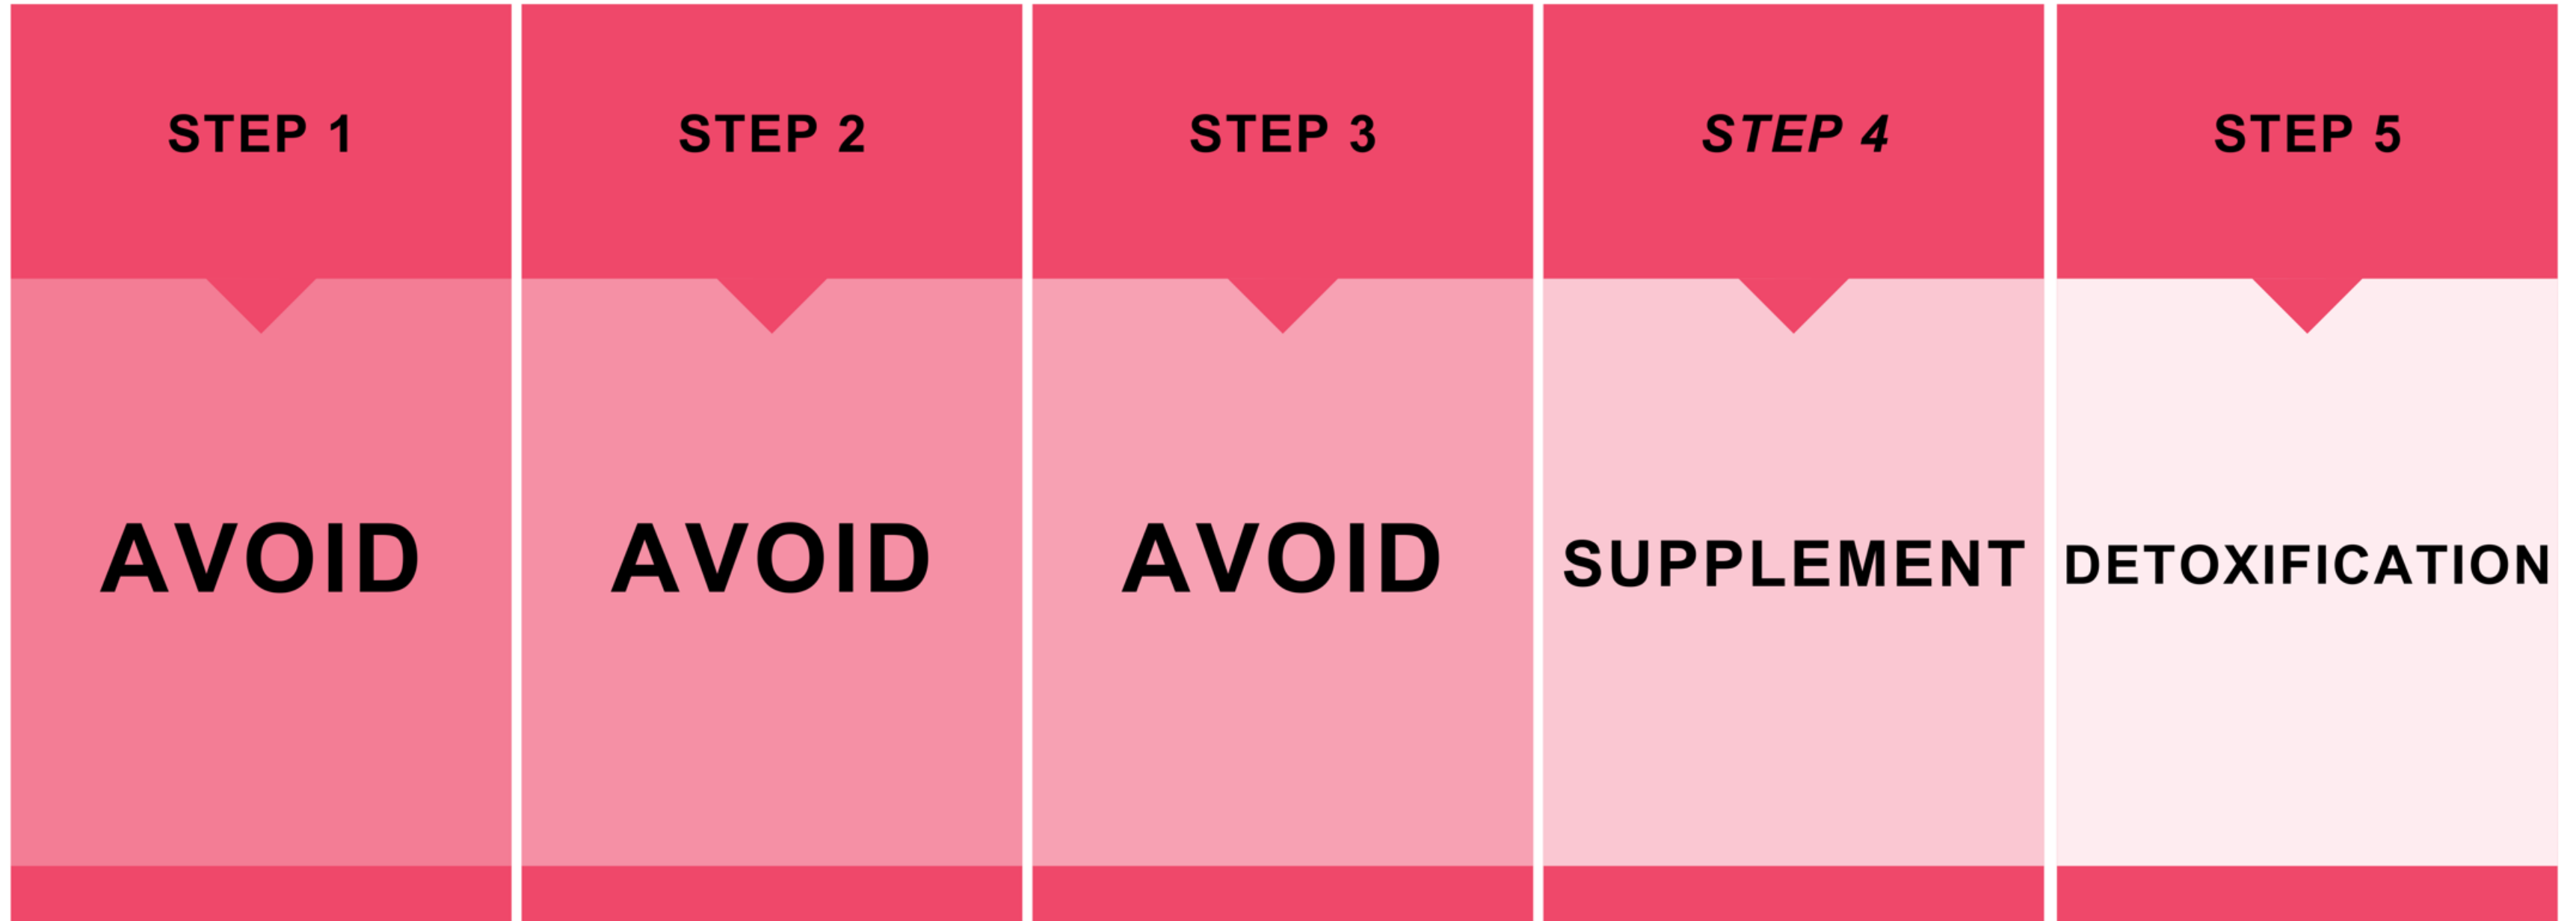 STEP 1
AVOID
STEP 2
AVOID
STEP 3
AVOID
STEP 4
SUPPLEMENT
STEP 5
DETOXIFICATION